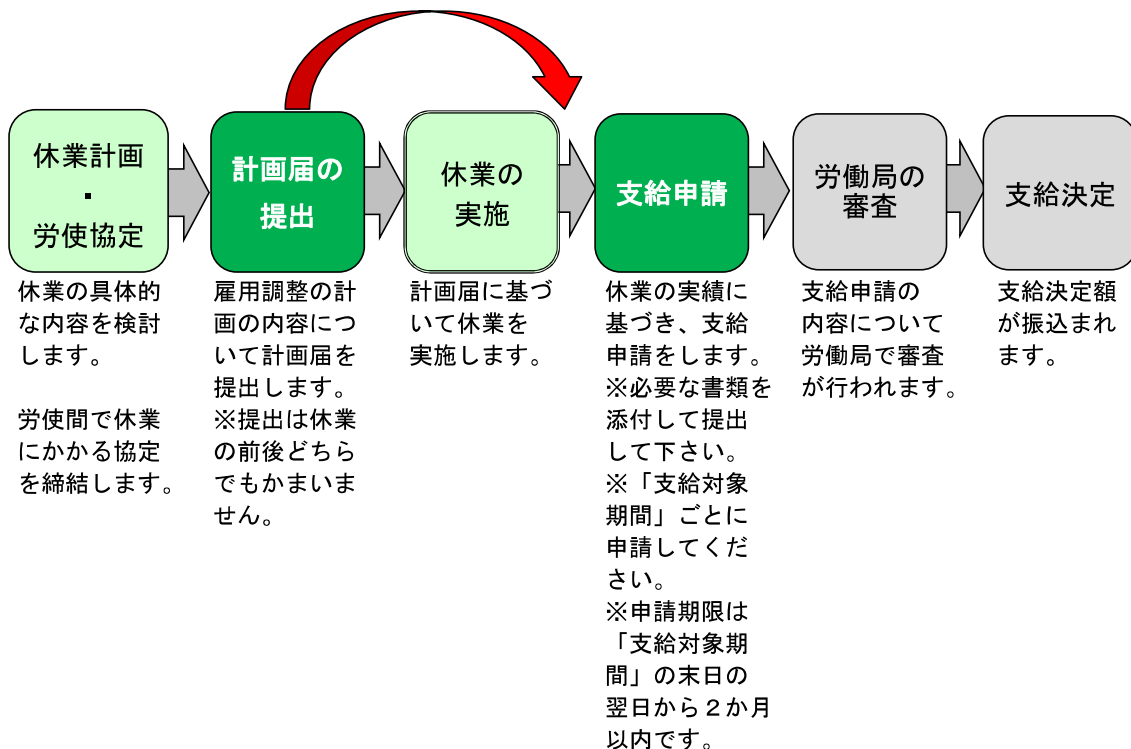 休業計画
・
労使協定
計画届の
提出
休業の
実施
支給申請
労働局の
審査
支給決定
休業の具体的
な内容を検討
します。
労使間で休業
にかかる協定
を締結します。
雇用調整の計
画の内容につ
いて計画届を
提出します。
※提出は休業
の前後どちら
でもかまいま
せん。
計画届に基づ
いて休業を
実施します。
休業の実績に
基づき、支給
申請をします。
※必要な書類を
添付して提出
して下さい。
※「支給対象
期間」ごとに
申請してくだ
さい。
※申請期限は
「支給対象期
間」の末日の
翌日から２か月
以内です。
支給申請の
内容について
労働局で審査
が行われます。
支給決定額
が振込まれ
ます。